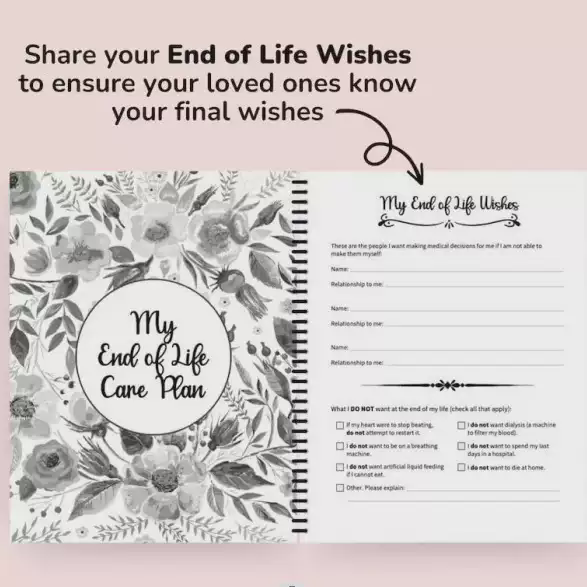 Share your End of Life Wishes
to ensure your loved ones know
your final wishes
My
End of Life
Care Plan
My End of Life Wishes
These are the people I want making medical decisions for me if I am not able to
make them myself:
Name:
Relationship to me:
Name:
Relationship to me:
Name:
Relationship to me:
What I DO NOT want at the end of my life (check all that apply):
If my heart were to stop beating,
do not attempt to restart it.
I do not want to be on a breathing
machine.
I do not want artificial liquid feeding
if I cannot eat.
Other. Please explain:
I do not want dialysis (a machine
to filter my blood).
I do not want to spend my last
days in a hospital.
I do not want to die at home.